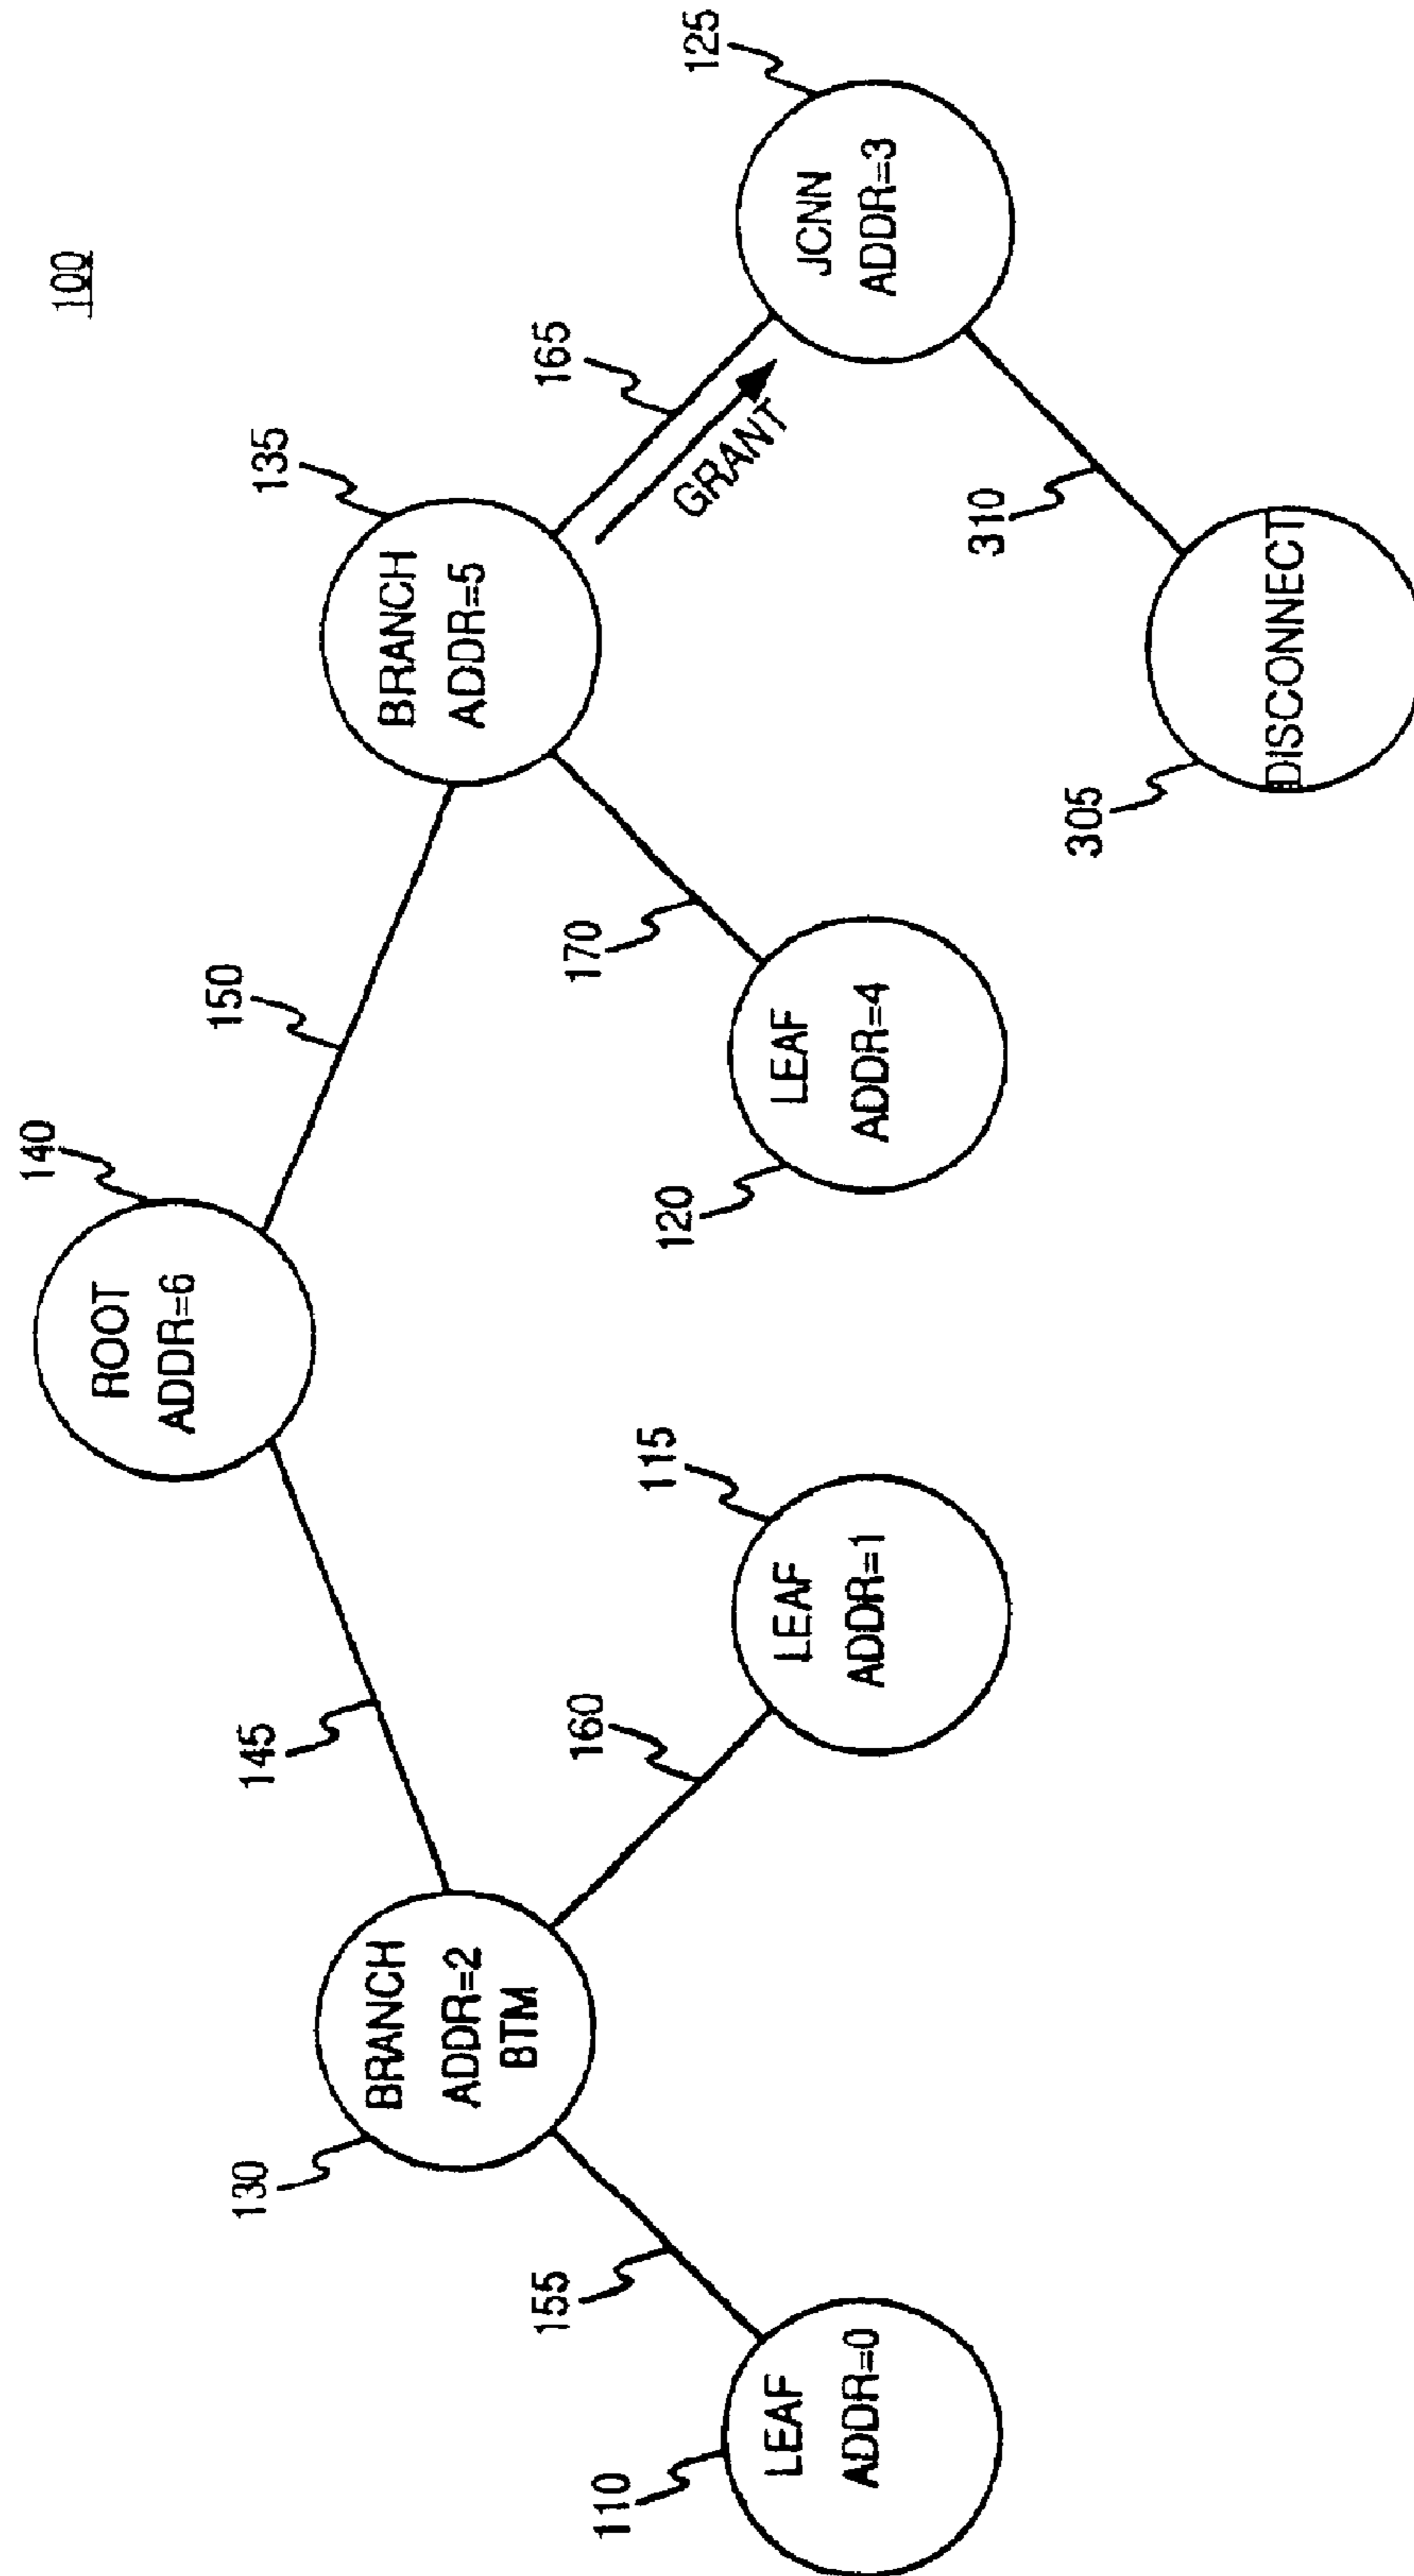 100
140
ROOT
ADDR=6
145
150
130
BRANCH
ADDR=2
BTM
135
BRANCH
ADDR=5
155
160
170
165
GRANT
110
LEAF
ADDR=0
115
LEAF
ADDR=1
120
LEAF
ADDR=4
125
JCNN
ADDR=3
310
305
DISCONNECT